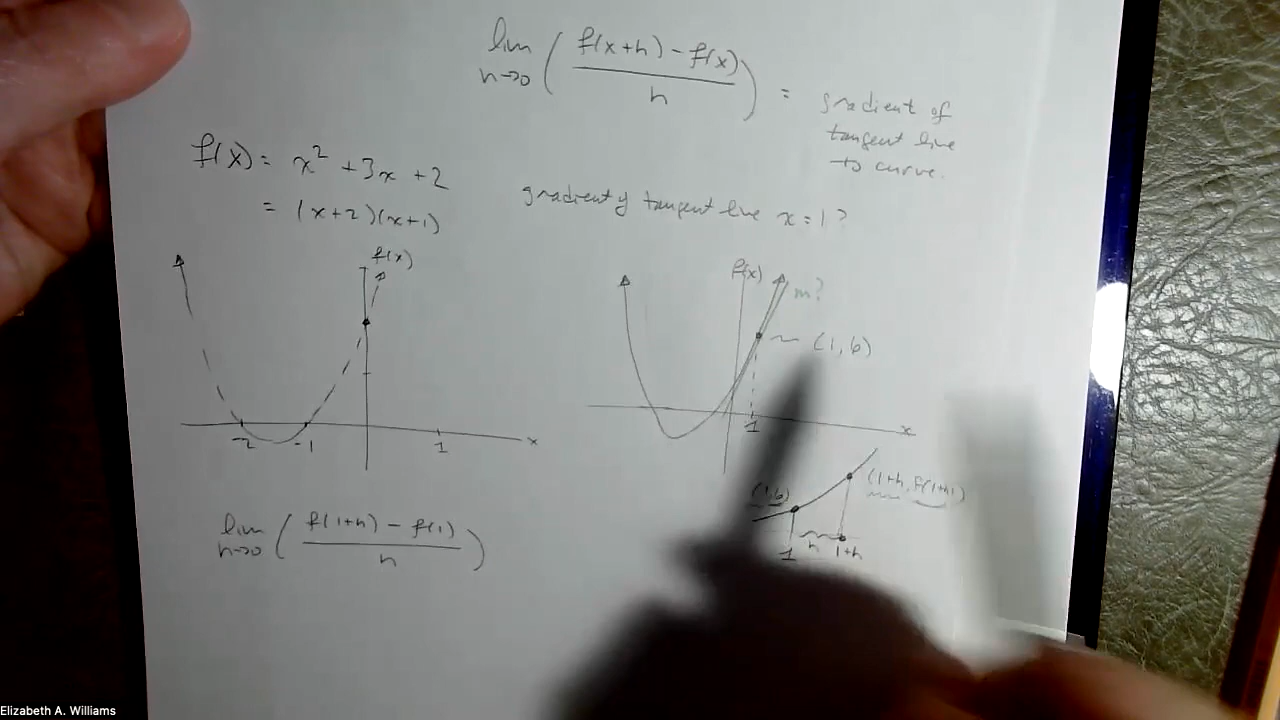 lim h→0 ( f(x+h) - f(x) / h ) = gradient of
tangent line
to curve.
f(x) = x² + 3x + 2
= (x+2)(x+1)
gradient of tangent line x = 1 ?
f(x)
-2
-1
1
x
f(x)
m?
(1,6)
1
x
(1,6)
(1+h, f(1+h))
h
1
1+h
lim h→0 ( f(1+h) - f(1) / h )
Elizabeth A. Williams